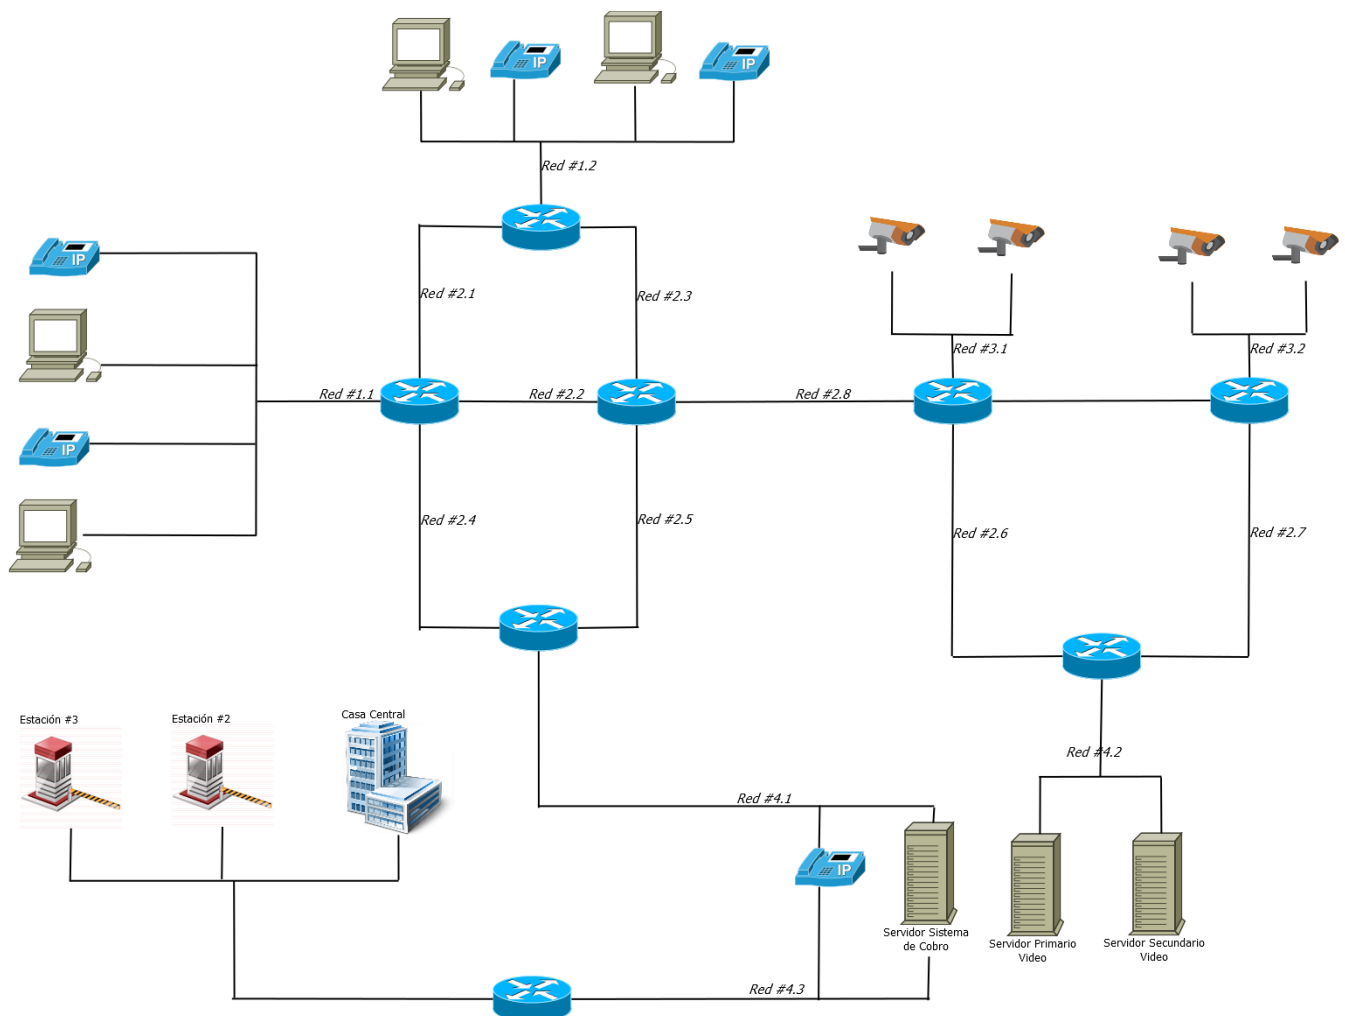 IP
IP
Red #1.2
IP
Red #2.1
Red #2.3
Red #3.1
Red #3.2
Red #1.1
Red #2.2
Red #2.8
IP
Red #2.4
Red #2.5
Red #2.6
Red #2.7
Estación #3
Estación #2
Casa Central
Red #4.2
Red #4.1
IP
Servidor Sistema
de Cobro
Servidor Primario
Video
Servidor Secundario
Video
Red #4.3